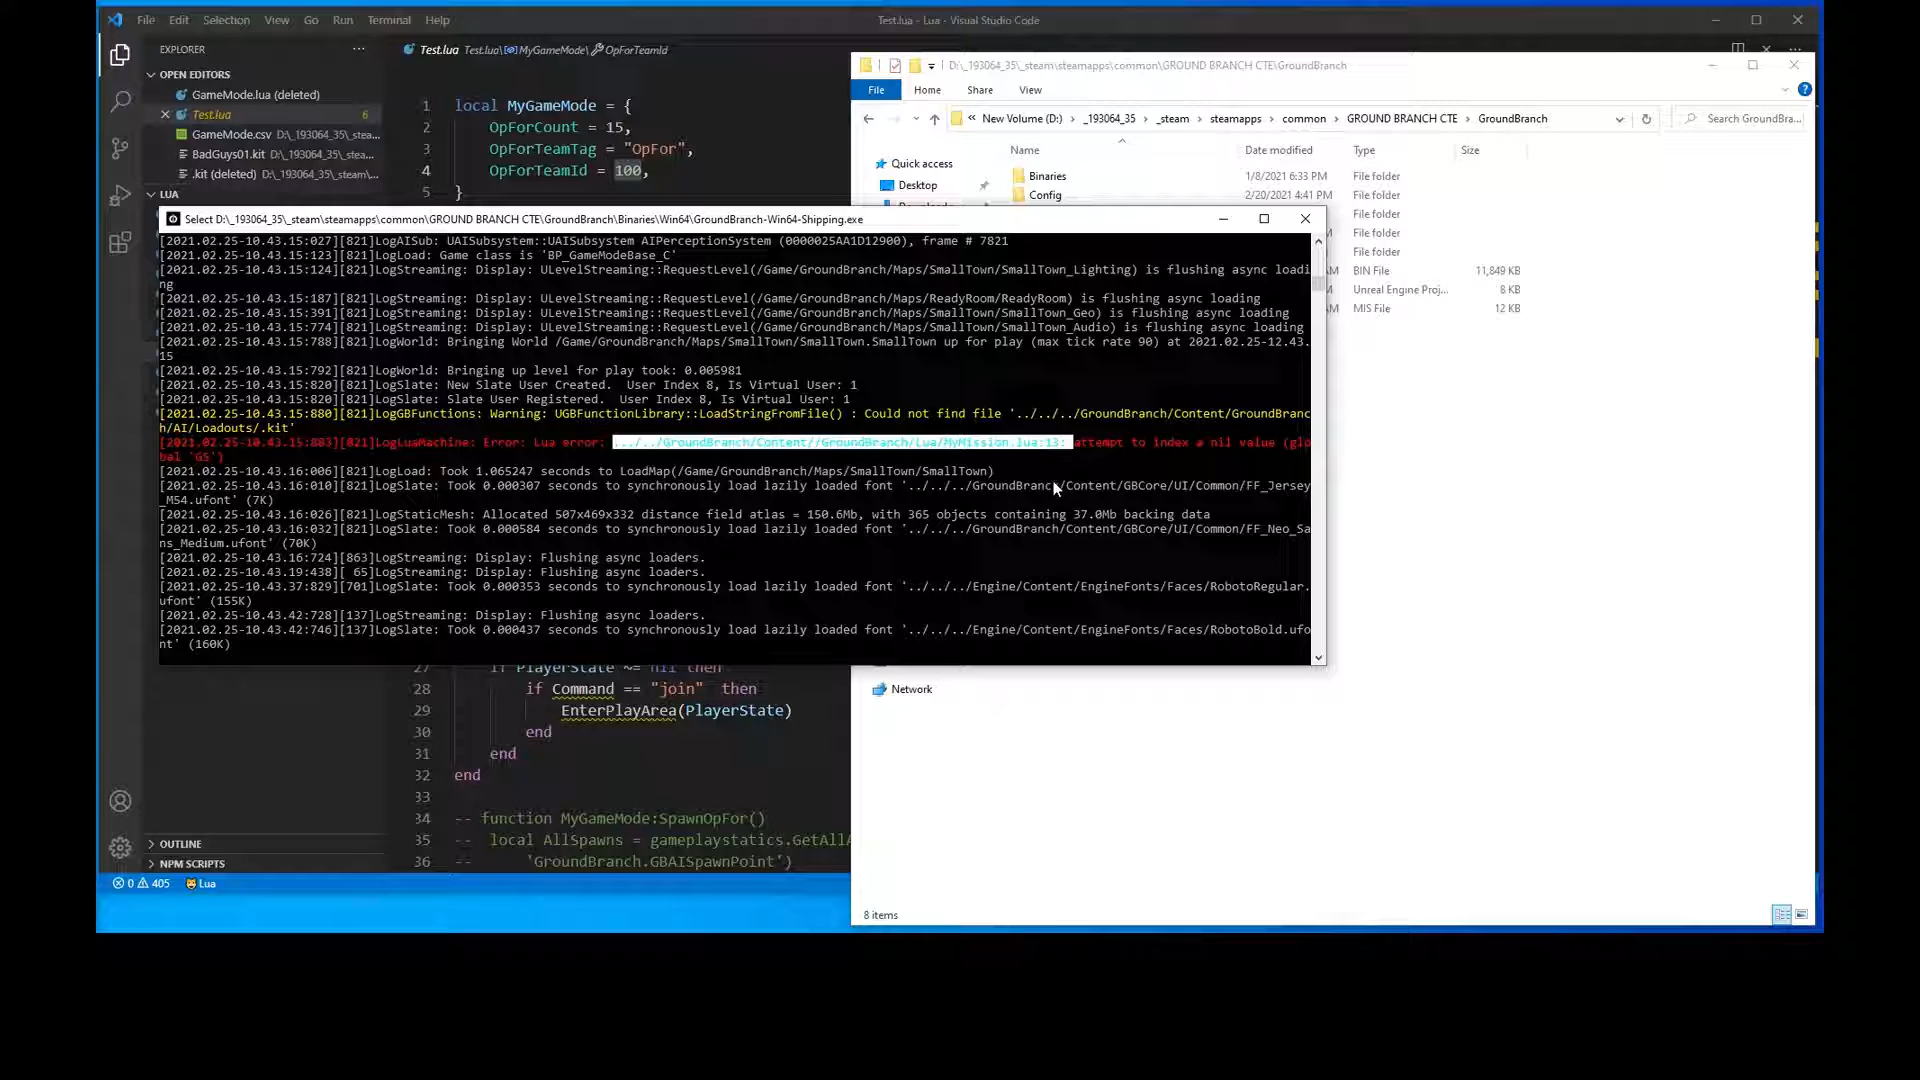 File Edit Selection View Go Run Terminal Help
Test.lua - Lua - Visual Studio Code
EXPLORER
OPEN EDITORS
GameMode.lua (deleted)
Test.lua 6
GameMode.csv D:\_193064_35\_stea...
BadGuys01.kit D:\_193064_35\_stea...
.kit (deleted) D:\_193064_35\_steam\...
LUA
Test.lua Test.lua\MyGameMode\OpForTeamId
1 local MyGameMode = {
2 OpForCount = 15,
3 OpForTeamTag = "OpFor",
4 OpForTeamId = 100,
5 }
D:\_193064_35\_steam\steamapps\common\GROUND BRANCH CTE\GroundBranch
File Home Share View
« New Volume (D:) > _193064_35 > _steam > steamapps > common > GROUND BRANCH CTE > GroundBranch
Search GroundBra...
Name Date modified Type Size
Quick access
Desktop
Binaries 1/8/2021 6:33 PM File folder
Config 2/20/2021 4:41 PM File folder
File folder
File folder
File folder
BIN File 11,849 KB
Unreal Engine Proj... 8 KB
MIS File 12 KB
Select D:\_193064_35\_steam\steamapps\common\GROUND BRANCH CTE\GroundBranch\Binaries\Win64\GroundBranch-Win64-Shipping.exe
[2021.02.25-10.43.15:027][821]LogAISub: UAISubsystem::UAISubsystem AIPerceptionSystem (0000025AA1D12900), frame # 7821
[2021.02.25-10.43.15:123][821]LogLoad: Game class is 'BP_GameModeBase_C'
[2021.02.25-10.43.15:124][821]LogStreaming: Display: ULevelStreaming::RequestLevel(/Game/GroundBranch/Maps/SmallTown/SmallTown_Lighting) is flushing async loadi
ng
[2021.02.25-10.43.15:187][821]LogStreaming: Display: ULevelStreaming::RequestLevel(/Game/GroundBranch/Maps/ReadyRoom/ReadyRoom) is flushing async loading
[2021.02.25-10.43.15:391][821]LogStreaming: Display: ULevelStreaming::RequestLevel(/Game/GroundBranch/Maps/SmallTown/SmallTown_Geo) is flushing async loading
[2021.02.25-10.43.15:774][821]LogStreaming: Display: ULevelStreaming::RequestLevel(/Game/GroundBranch/Maps/SmallTown/SmallTown_Audio) is flushing async loading
[2021.02.25-10.43.15:788][821]LogWorld: Bringing World /Game/GroundBranch/Maps/SmallTown/SmallTown.SmallTown up for play (max tick rate 90) at 2021.02.25-12.43.
15
[2021.02.25-10.43.15:792][821]LogWorld: Bringing up level for play took: 0.005981
[2021.02.25-10.43.15:820][821]LogSlate: New Slate User Created.  User Index 8, Is Virtual User: 1
[2021.02.25-10.43.15:820][821]LogSlate: Slate User Registered.  User Index 8, Is Virtual User: 1
[2021.02.25-10.43.15:880][821]LogGBFunctions: Warning: UGBFunctionLibrary::LoadStringFromFile() : Could not find file '../../../GroundBranch/Content/GroundBranc
h/AI/Loadouts/.kit'
[2021.02.25-10.43.15:883][821]LogLuaMachine: Error: Lua error: .../../GroundBranch/Content//GroundBranch/Lua/MyMission.lua:13: attempt to index a nil value (glo
bal 'GS')
[2021.02.25-10.43.16:006][821]LogLoad: Took 1.065247 seconds to LoadMap(/Game/GroundBranch/Maps/SmallTown/SmallTown)
[2021.02.25-10.43.16:010][821]LogSlate: Took 0.000307 seconds to synchronously load lazily loaded font '../../../GroundBranch/Content/GBCore/UI/Common/FF_Jersey
_M54.ufont' (7K)
[2021.02.25-10.43.16:026][821]LogStaticMesh: Allocated 507x469x332 distance field atlas = 150.6Mb, with 365 objects containing 37.0Mb backing data
[2021.02.25-10.43.16:032][821]LogSlate: Took 0.000584 seconds to synchronously load lazily loaded font '../../../GroundBranch/Content/GBCore/UI/Common/FF_Neo_Sa
ns_Medium.ufont' (70K)
[2021.02.25-10.43.16:724][863]LogStreaming: Display: Flushing async loaders.
[2021.02.25-10.43.19:438][ 65]LogStreaming: Display: Flushing async loaders.
[2021.02.25-10.43.37:829][701]LogSlate: Took 0.000353 seconds to synchronously load lazily loaded font '../../../Engine/Content/EngineFonts/Faces/RobotoRegular.
ufont' (155K)
[2021.02.25-10.43.42:728][137]LogStreaming: Display: Flushing async loaders.
[2021.02.25-10.43.42:746][137]LogSlate: Took 0.000437 seconds to synchronously load lazily loaded font '../../../Engine/Content/EngineFonts/Faces/RobotoBold.ufo
nt' (160K)
27 if PlayerState ~= nil then
28 if Command == "join" then
29 EnterPlayArea(PlayerState)
30 end
31 end
32 end
33
34 -- function MyGameMode:SpawnOpFor()
35 -- local AllSpawns = gameplaystatics.GetAllA
36 -- 'GroundBranch.GBAISpawnPoint')
Network
OUTLINE
NPM SCRIPTS
0 405 Lua
8 items